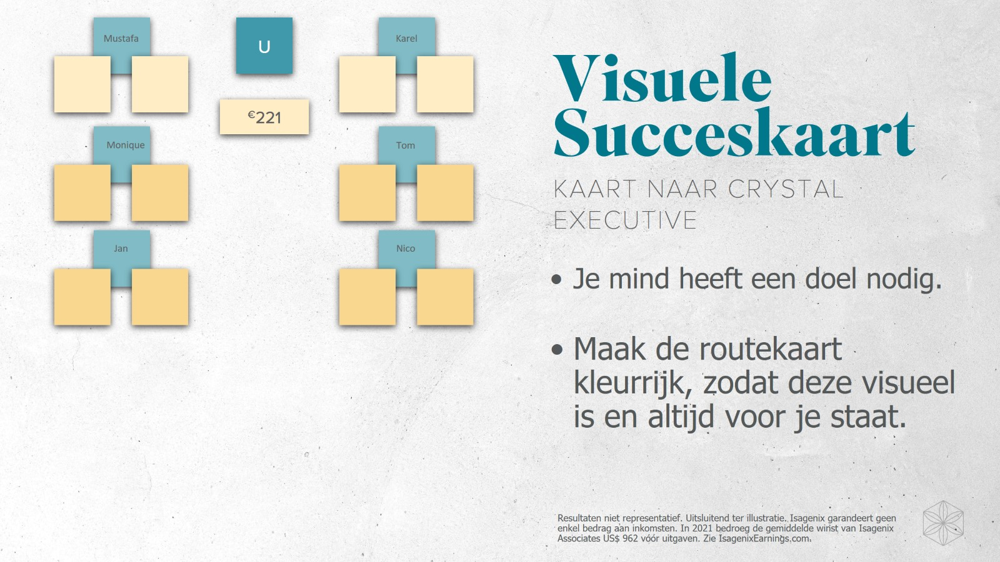 Mustafa
U
Karel
€221
Monique
Tom
Jan
Nico
Visuele
Succeskaart
KAART NAAR CRYSTAL
EXECUTIVE
• Je mind heeft een doel nodig.
• Maak de routekaart
kleurrijk, zodat deze visueel
is en altijd voor je staat.
Resultaten niet representatief. Uitsluitend ter illustratie. Isagenix garandeert geen
enkel bedrag aan inkomsten. In 2021 bedroeg de gemiddelde winst van Isagenix
Associates US$ 962 vóór uitgaven. Zie IsagenixEarnings.com.